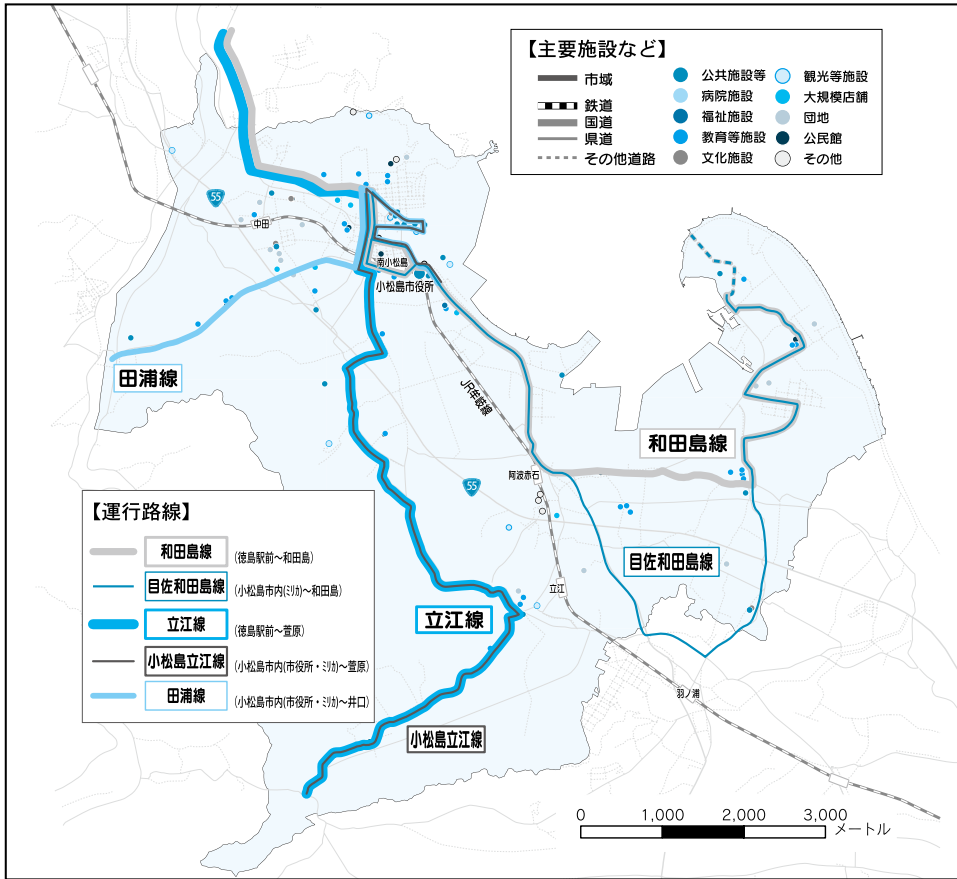 【主要施設など】
市域
鉄道
国道
県道
その他道路
公共施設等
病院施設
福祉施設
教育等施設
文化施設
観光等施設
大規模店舗
団地
公民館
その他
55
中田
南小松島
小松島市役所
田浦線
JR牟岐線
和田島線
阿波赤石
55
目佐和田島線
立江
立江線
羽ノ浦
小松島立江線
【運行路線】
和田島線 (徳島駅前~和田島)
目佐和田島線 (小松島市内(ミリカ)~和田島)
立江線 (徳島駅前~萱原)
小松島立江線 (小松島市内(市役所・ミリカ)~萱原)
田浦線 (小松島市内(市役所・ミリカ)~井口)
0 1,000 2,000 3,000
メートル